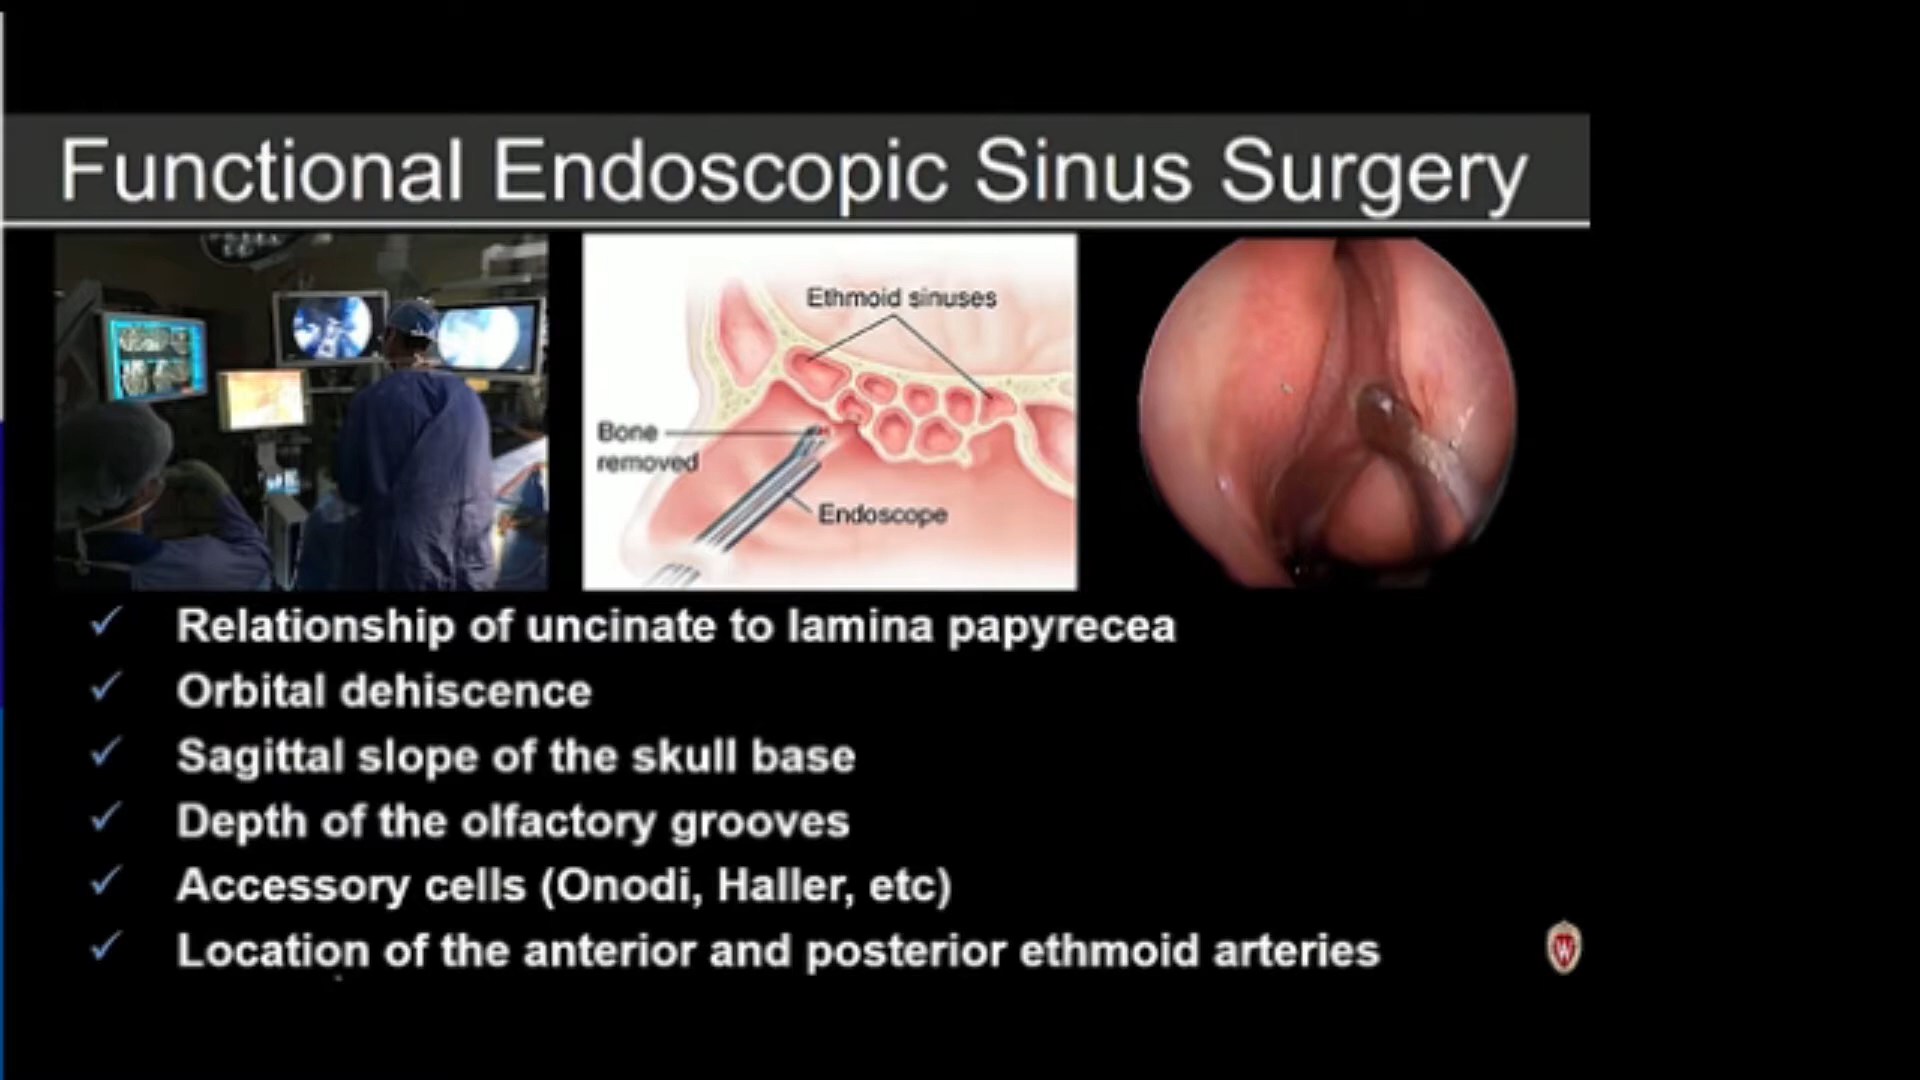 Functional Endoscopic Sinus Surgery
Ethmoid sinuses
Bone
removed
Endoscope
Relationship of uncinate to lamina papyrecea
Orbital dehiscence
Sagittal slope of the skull base
Depth of the olfactory grooves
Accessory cells (Onodi, Haller, etc)
Location of the anterior and posterior ethmoid arteries
W